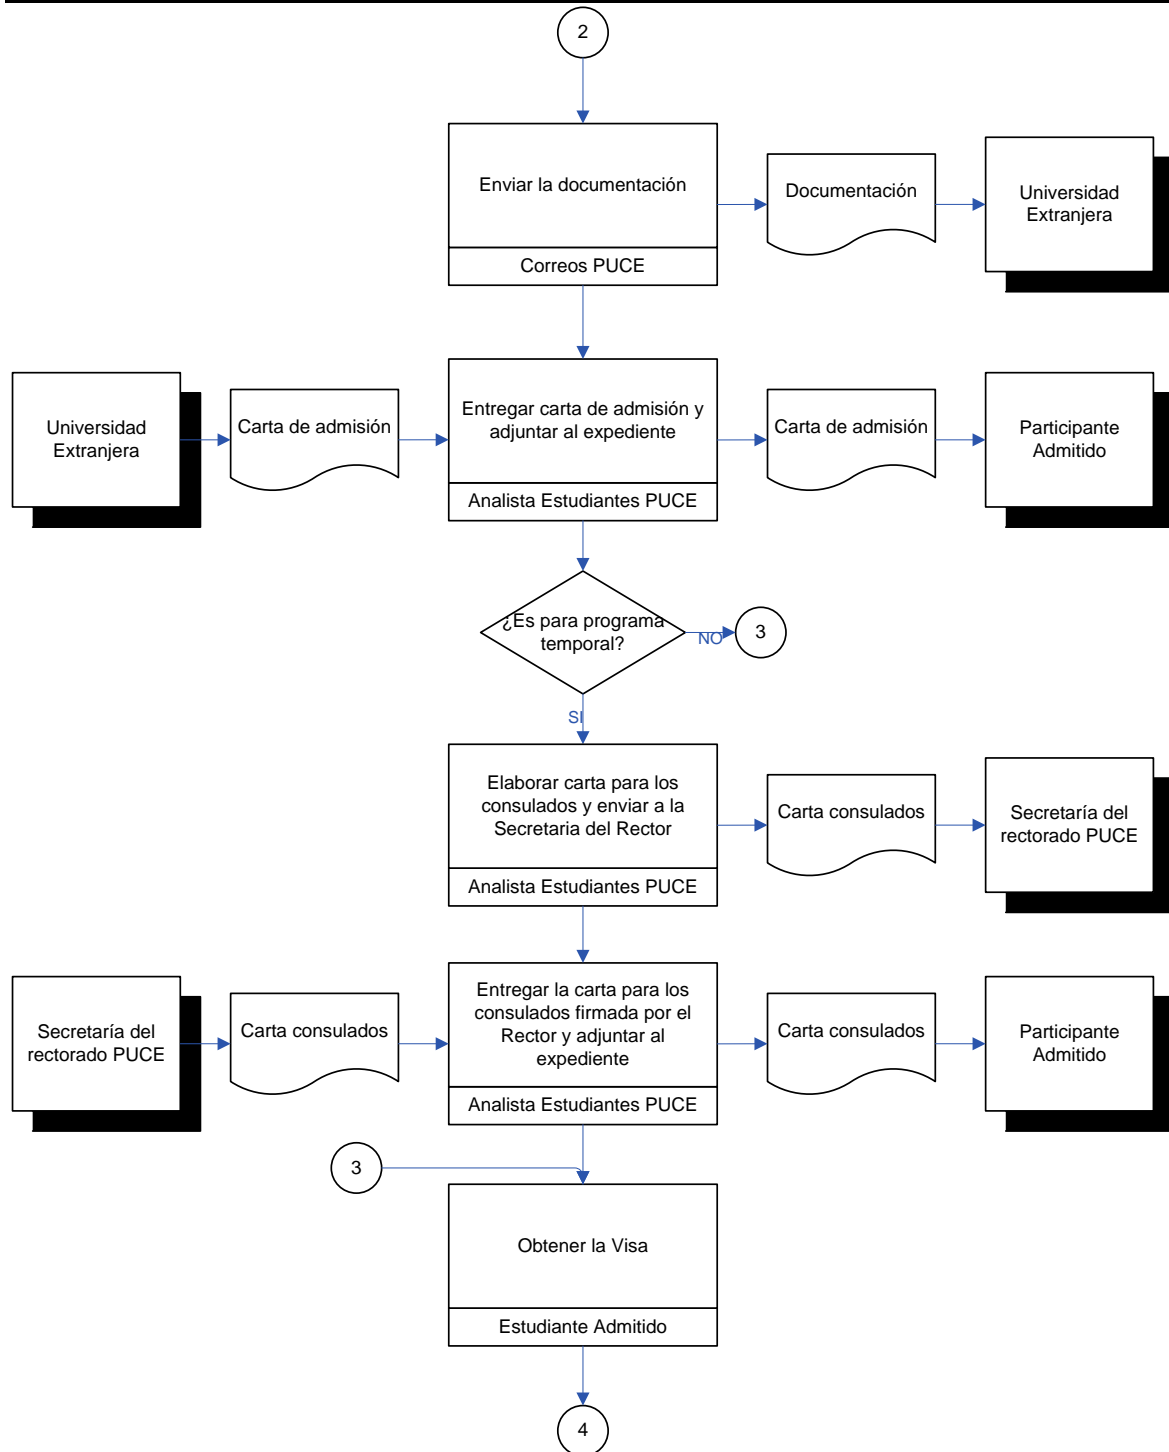 2
Enviar la documentación
Correos PUCE
Documentación
Universidad
Extranjera
Universidad
Extranjera
Carta de admisión
Entregar carta de admisión y
adjuntar al expediente
Analista Estudiantes PUCE
Carta de admisión
Participante
Admitido
¿Es para programa
temporal?
NO
3
SI
Elaborar carta para los
consulados y enviar a la
Secretaria del Rector
Analista Estudiantes PUCE
Carta consulados
Secretaría del
rectorado PUCE
Secretaría del
rectorado PUCE
Carta consulados
Entregar la carta para los
consulados firmada por el
Rector y adjuntar al
expediente
Analista Estudiantes PUCE
Carta consulados
Participante
Admitido
3
Obtener la Visa
Estudiante Admitido
4